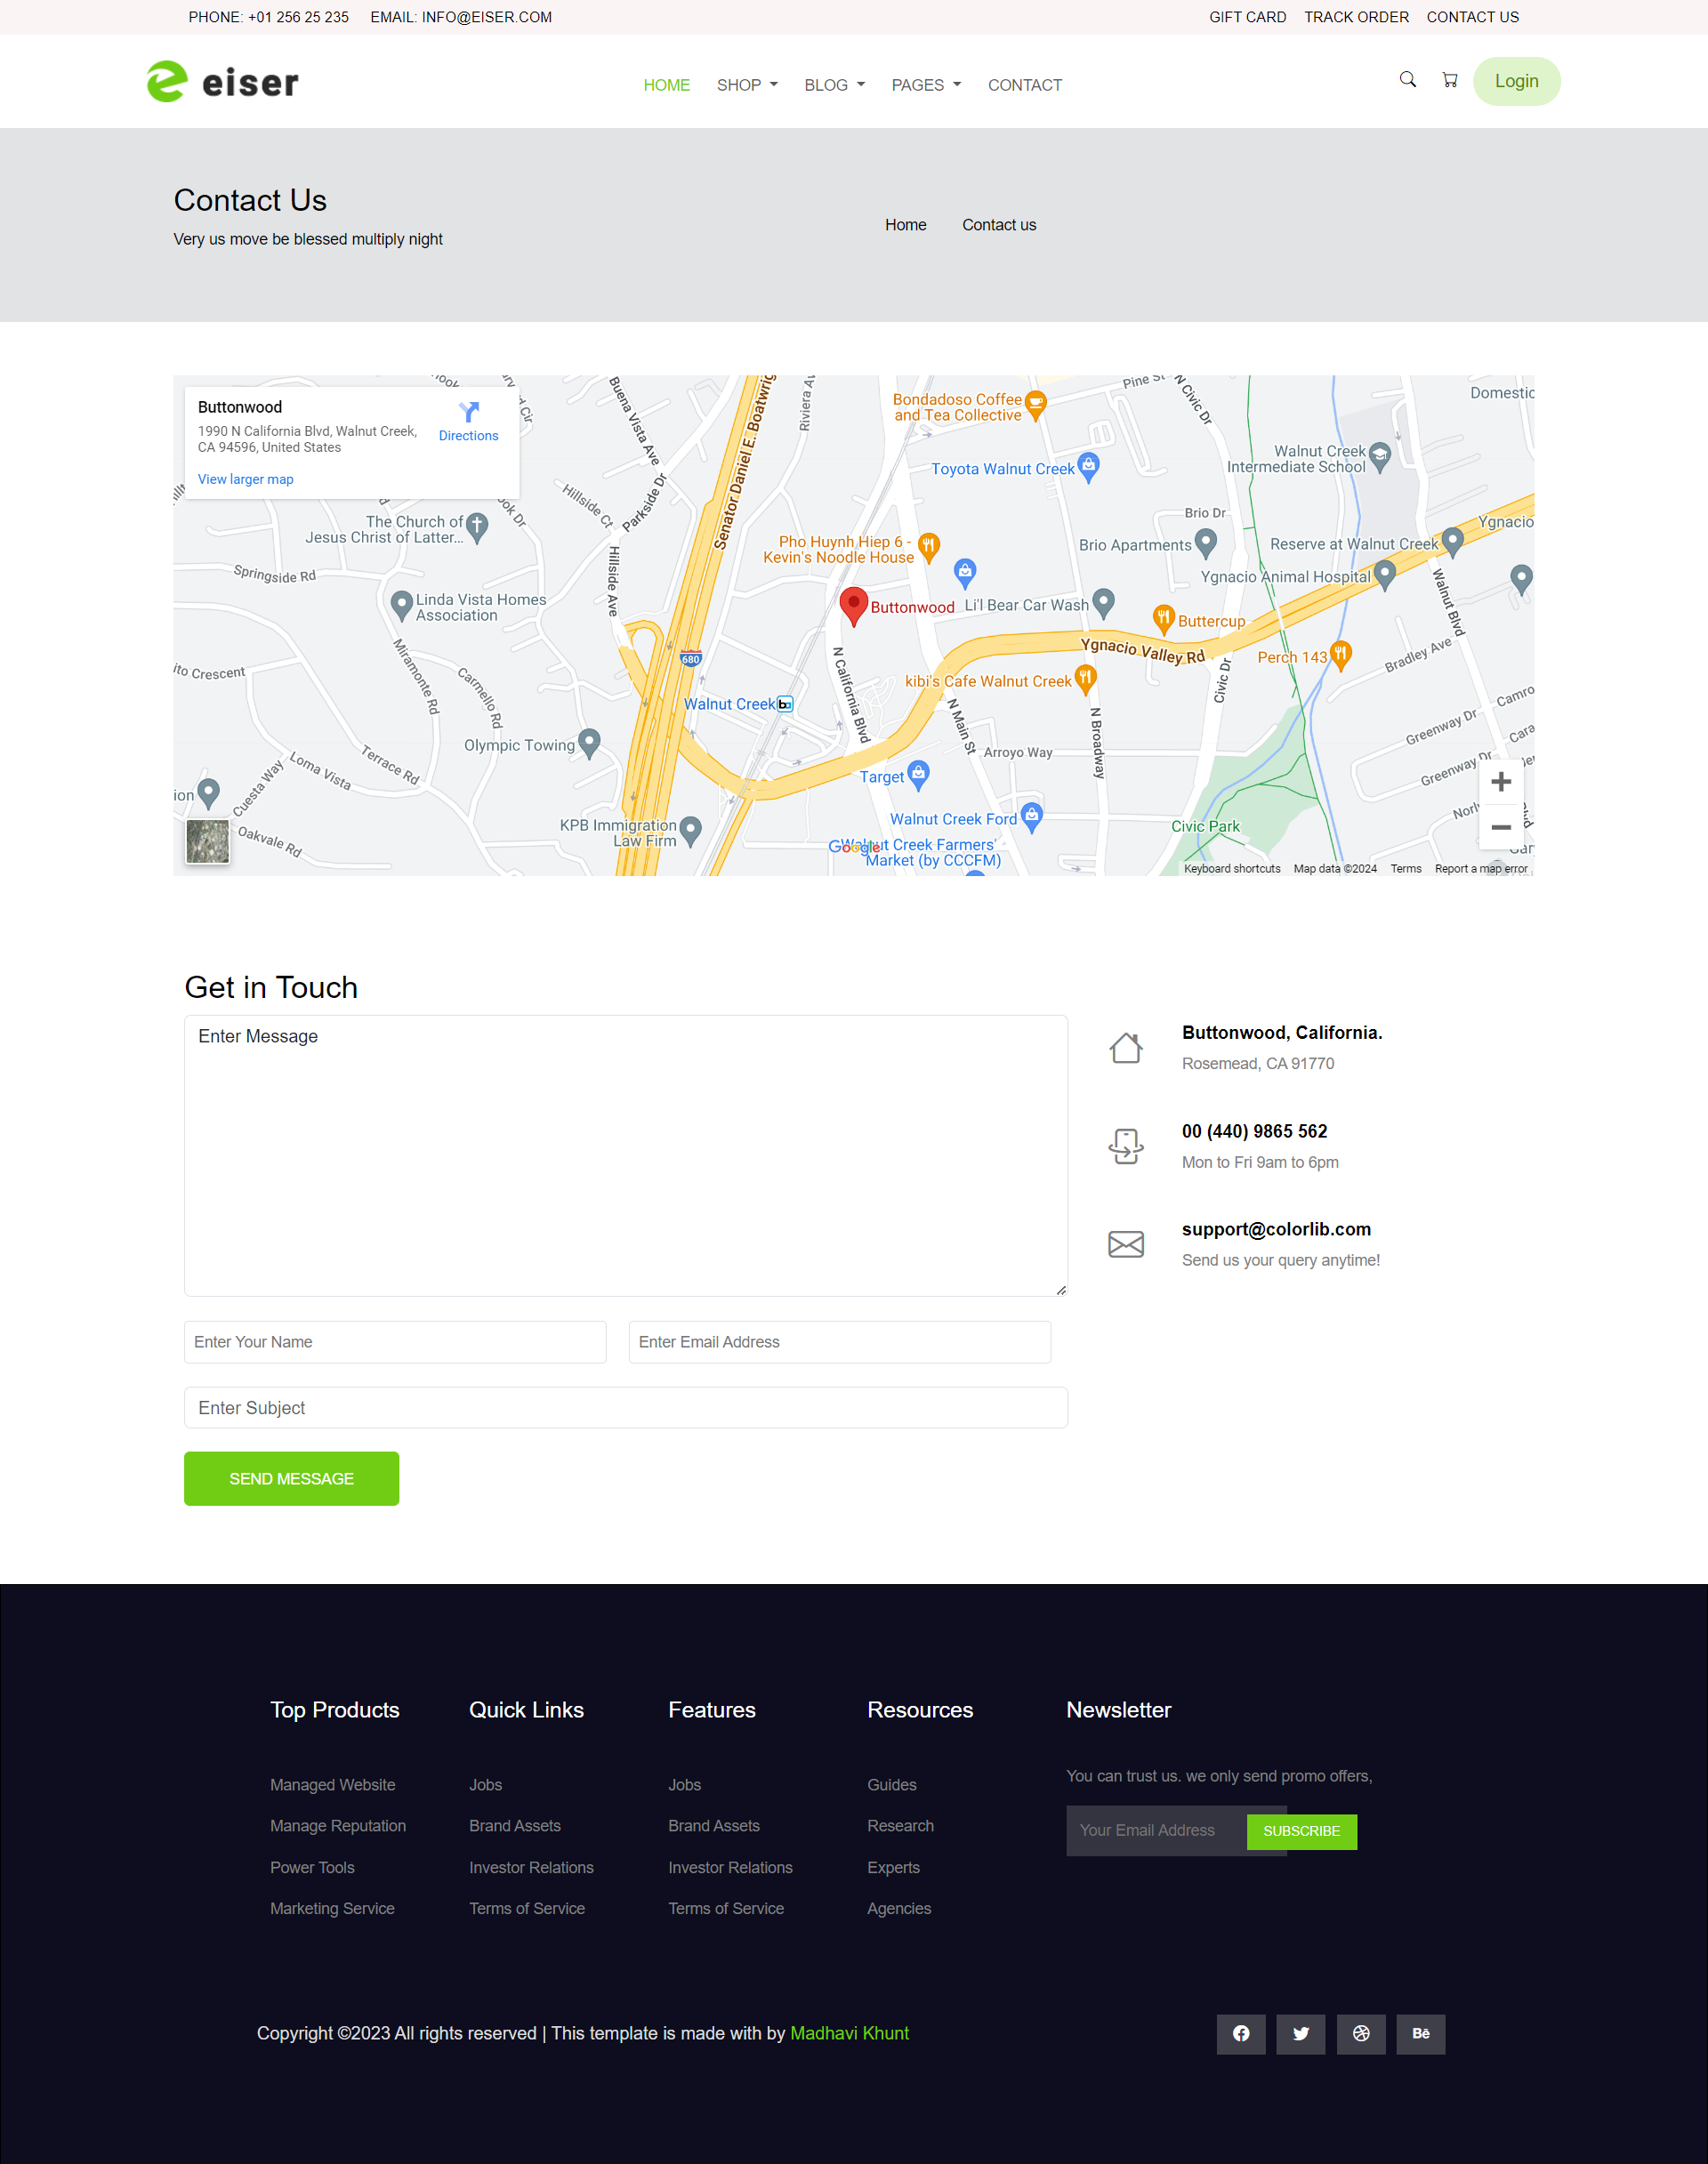 PHONE: +01 256 25 235 EMAIL: INFO@EISER.COM GIFT CARD TRACK ORDER CONTACT US
eiser HOME SHOP BLOG PAGES CONTACT Login
Contact Us
Very us move be blessed multiply night
Home Contact us
Buttonwood
1990 N California Blvd, Walnut Creek,
CA 94596, United States
Directions
View larger map
Buena Vista Ave
Parkside Dr
Hillside Ct
Hillside Ave
Senator Daniel E. Boatwrig
Riviera Av
Bondadoso Coffee
and Tea Collective
Pine St
N Civic Dr
Domestic
Toyota Walnut Creek
Walnut Creek
Intermediate School
The Church of
Jesus Christ of Latter...
Brio Dr
Ygnacio
Pho Huynh Hiep 6 -
Kevin's Noodle House
Brio Apartments
Reserve at Walnut Creek
Springside Rd
Ygnacio Animal Hospital
Linda Vista Homes
Association
Buttonwood
Li'l Bear Car Wash
Buttercup
Walnut Blvd
Ygnacio Valley Rd
Perch 143
Bradley Ave
680
ito Crescent
Miramonte Rd
Carmello Rd
kibi's Cafe Walnut Creek
Civic Dr
Walnut Creek
N California Blvd
N Main St
N Broadway
Camro
Greenway Dr
Cara
Olympic Towing
Arroyo Way
Loma Vista
Terrace Rd
Target
Greenway Dr
ion
Cuesta Way
Oakvale Rd
KPB Immigration
Law Firm
Walnut Creek Ford
Civic Park
Google
Walnut Creek Farmers'
Market (by CCCFM)
Keyboard shortcuts Map data ©2024 Terms Report a map error
Get in Touch
Enter Message
Buttonwood, California.
Rosemead, CA 91770
00 (440) 9865 562
Mon to Fri 9am to 6pm
support@colorlib.com
Send us your query anytime!
Enter Your Name Enter Email Address
Enter Subject
SEND MESSAGE
Top Products Quick Links Features Resources Newsletter
You can trust us. we only send promo offers,
Managed Website Jobs Jobs Guides
Manage Reputation Brand Assets Brand Assets Research
Your Email Address SUBSCRIBE
Power Tools Investor Relations Investor Relations Experts
Marketing Service Terms of Service Terms of Service Agencies
Copyright ©2023 All rights reserved | This template is made with by Madhavi Khunt
Bē